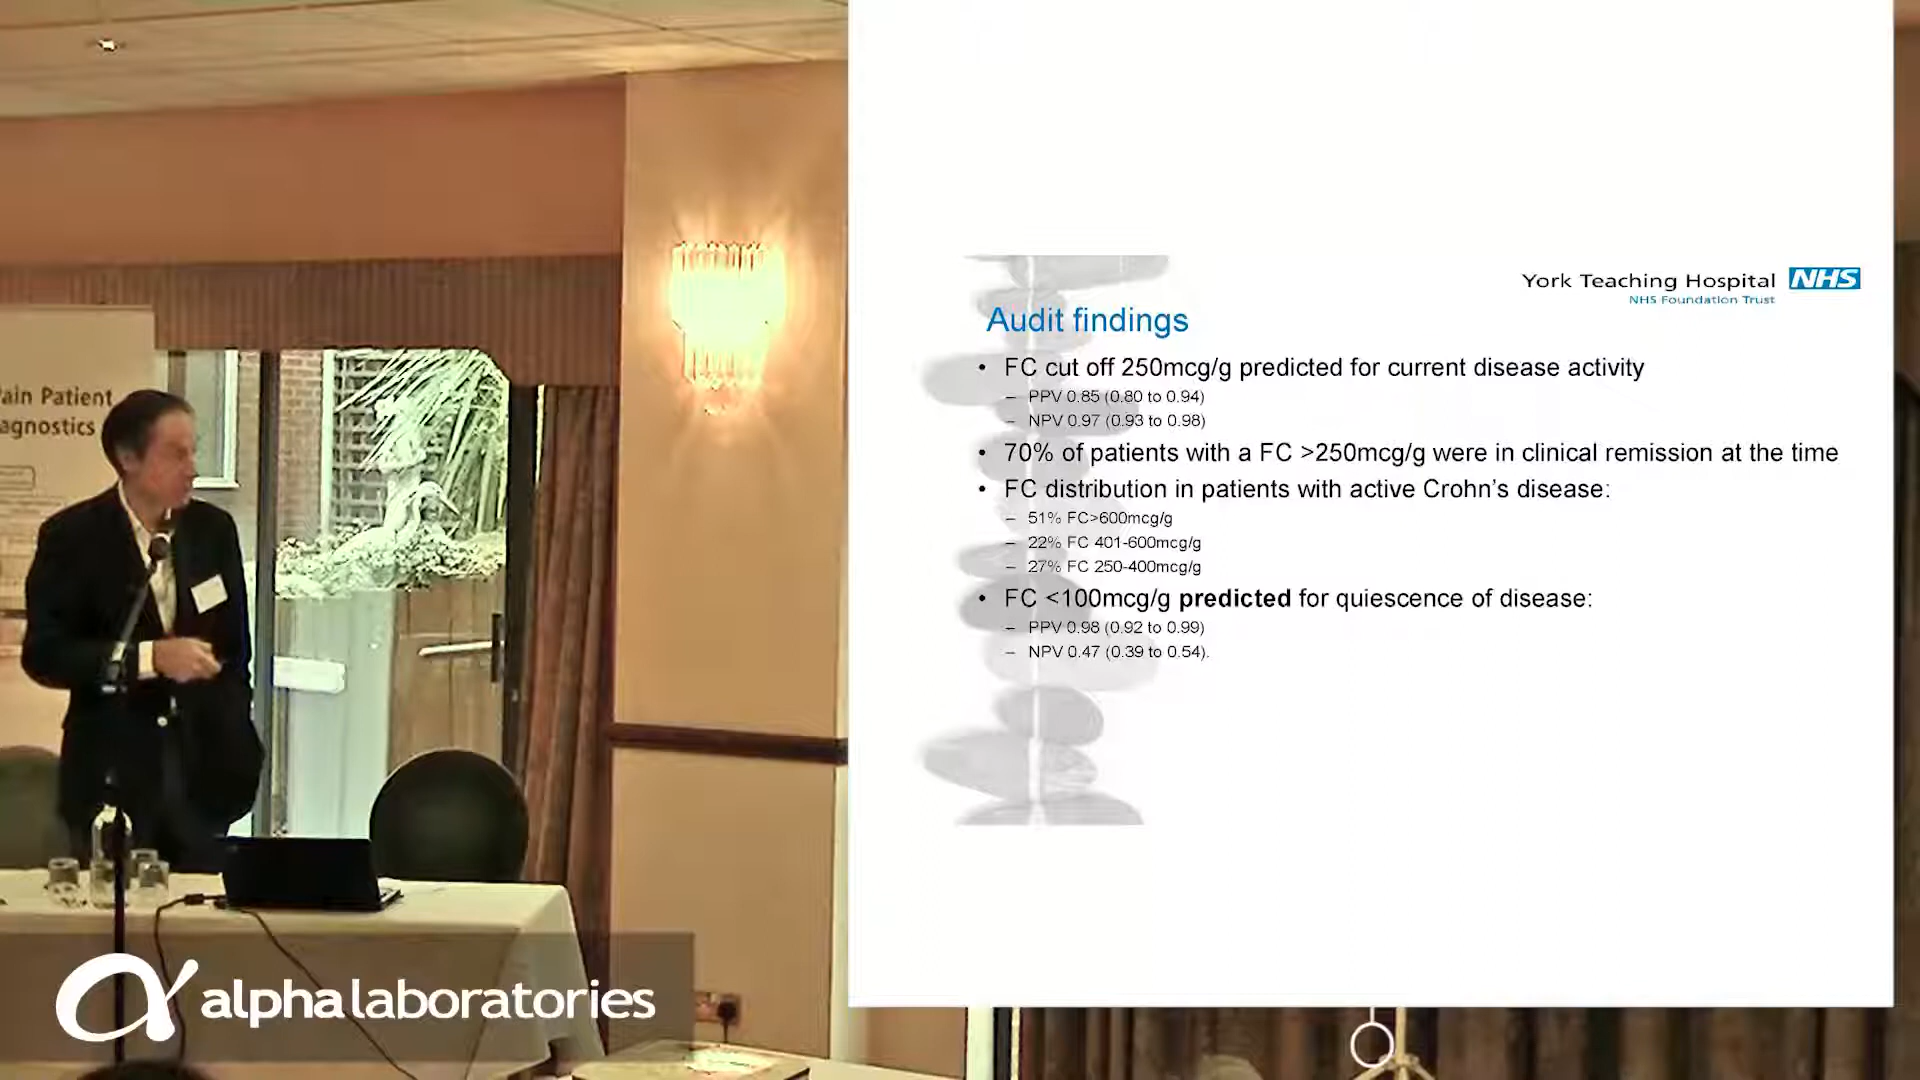 ain Patient
agnostics
York Teaching Hospital NHS
NHS Foundation Trust
Audit findings
• FC cut off 250mcg/g predicted for current disease activity
– PPV 0.85 (0.80 to 0.94)
– NPV 0.97 (0.93 to 0.98)
• 70% of patients with a FC >250mcg/g were in clinical remission at the time
• FC distribution in patients with active Crohn’s disease:
– 51% FC>600mcg/g
– 22% FC 401-600mcg/g
– 27% FC 250-400mcg/g
• FC <100mcg/g predicted for quiescence of disease:
– PPV 0.98 (0.92 to 0.99)
– NPV 0.47 (0.39 to 0.54).
alphalaboratories